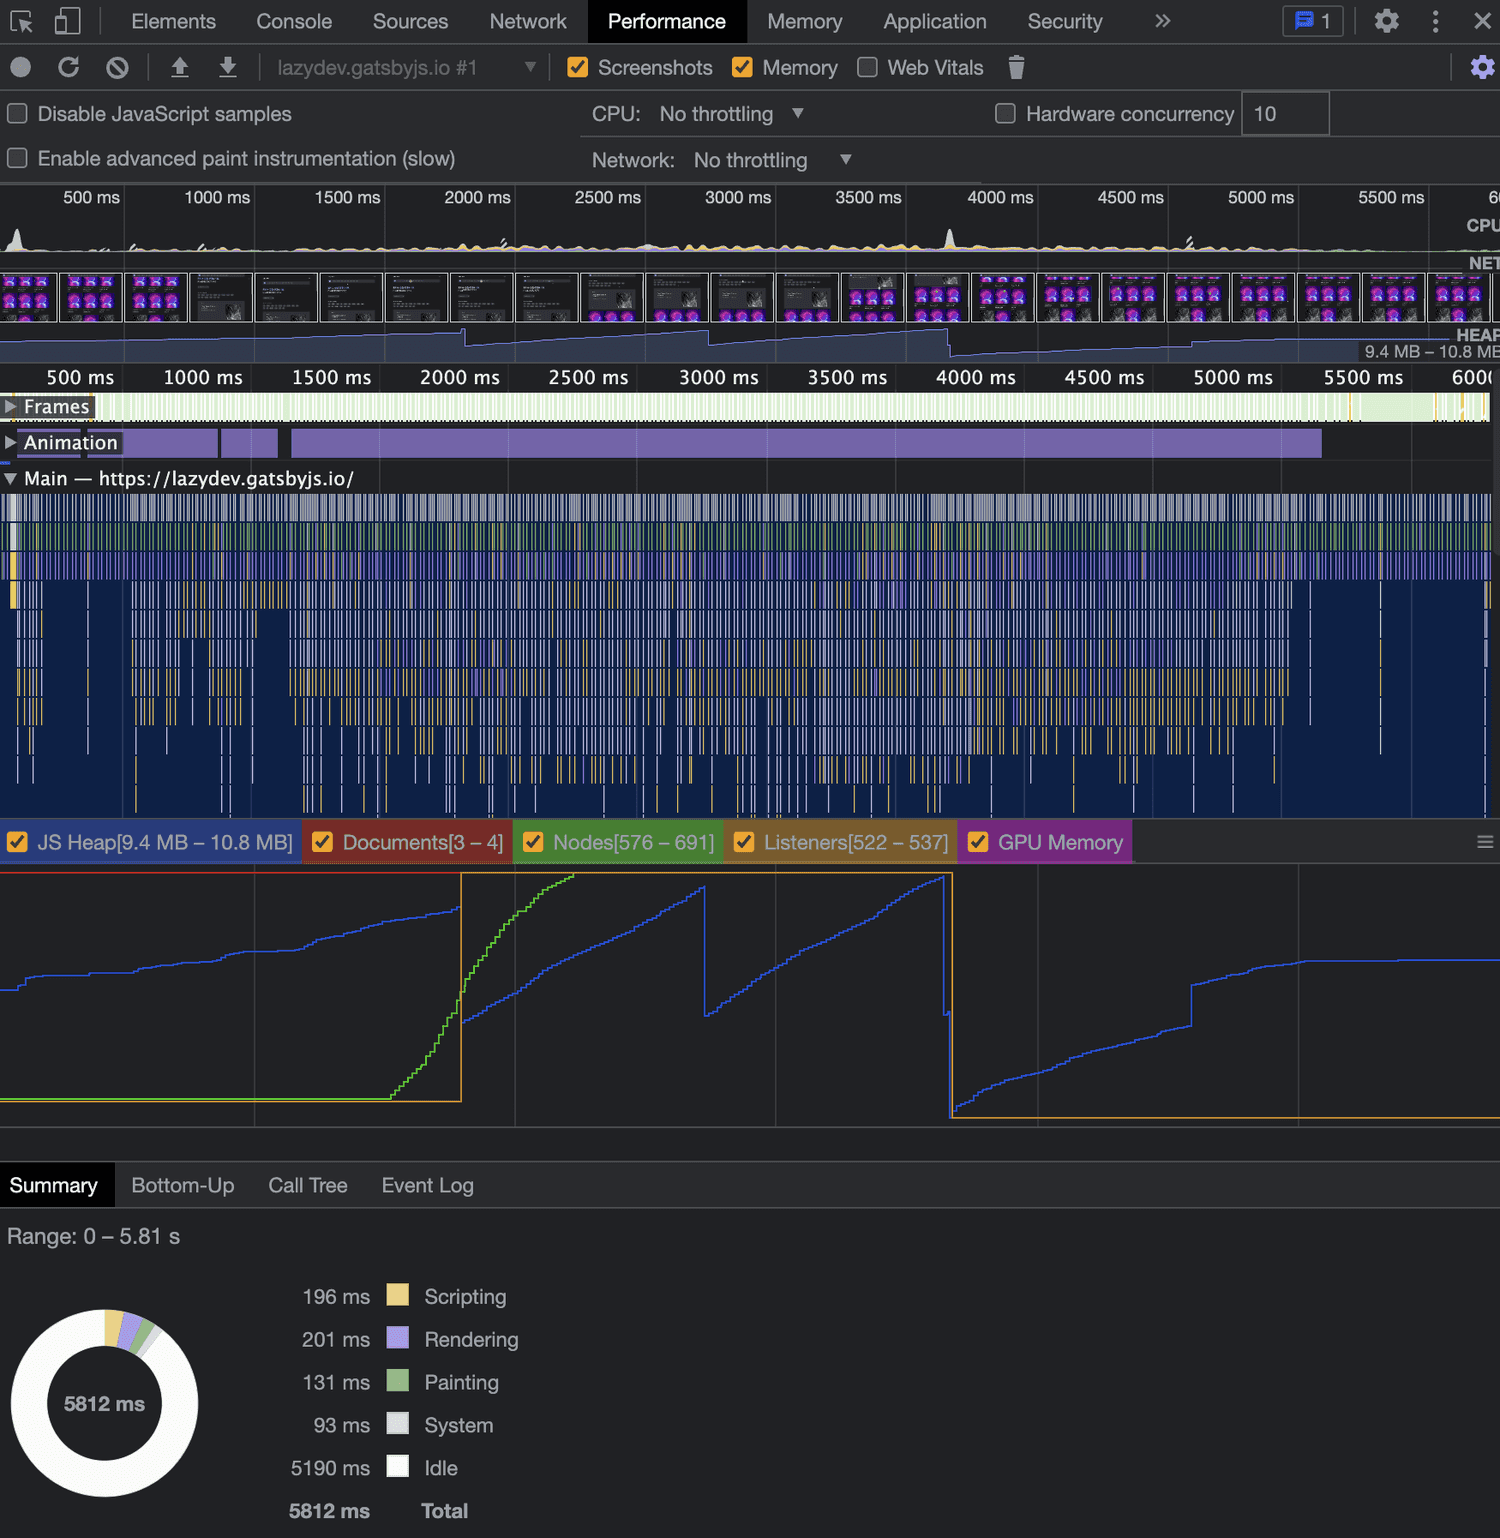 Elements Console Sources Network Performance Memory Application Security » 1
lazydev.gatsbyjs.io #1 Screenshots Memory Web Vitals
Disable JavaScript samples CPU: No throttling Hardware concurrency 10
Enable advanced paint instrumentation (slow) Network: No throttling
500 ms 1000 ms 1500 ms 2000 ms 2500 ms 3000 ms 3500 ms 4000 ms 4500 ms 5000 ms 5500 ms 60
CPU
NET
HEAP
9.4 MB – 10.8 MB
500 ms 1000 ms 1500 ms 2000 ms 2500 ms 3000 ms 3500 ms 4000 ms 4500 ms 5000 ms 5500 ms 6000
Frames
Animation
Main — https://lazydev.gatsbyjs.io/
JS Heap[9.4 MB – 10.8 MB] Documents[3 – 4] Nodes[576 – 691] Listeners[522 – 537] GPU Memory
Summary Bottom-Up Call Tree Event Log
Range: 0 – 5.81 s
196 ms Scripting
201 ms Rendering
131 ms Painting
93 ms System
5190 ms Idle
5812 ms Total
5812 ms